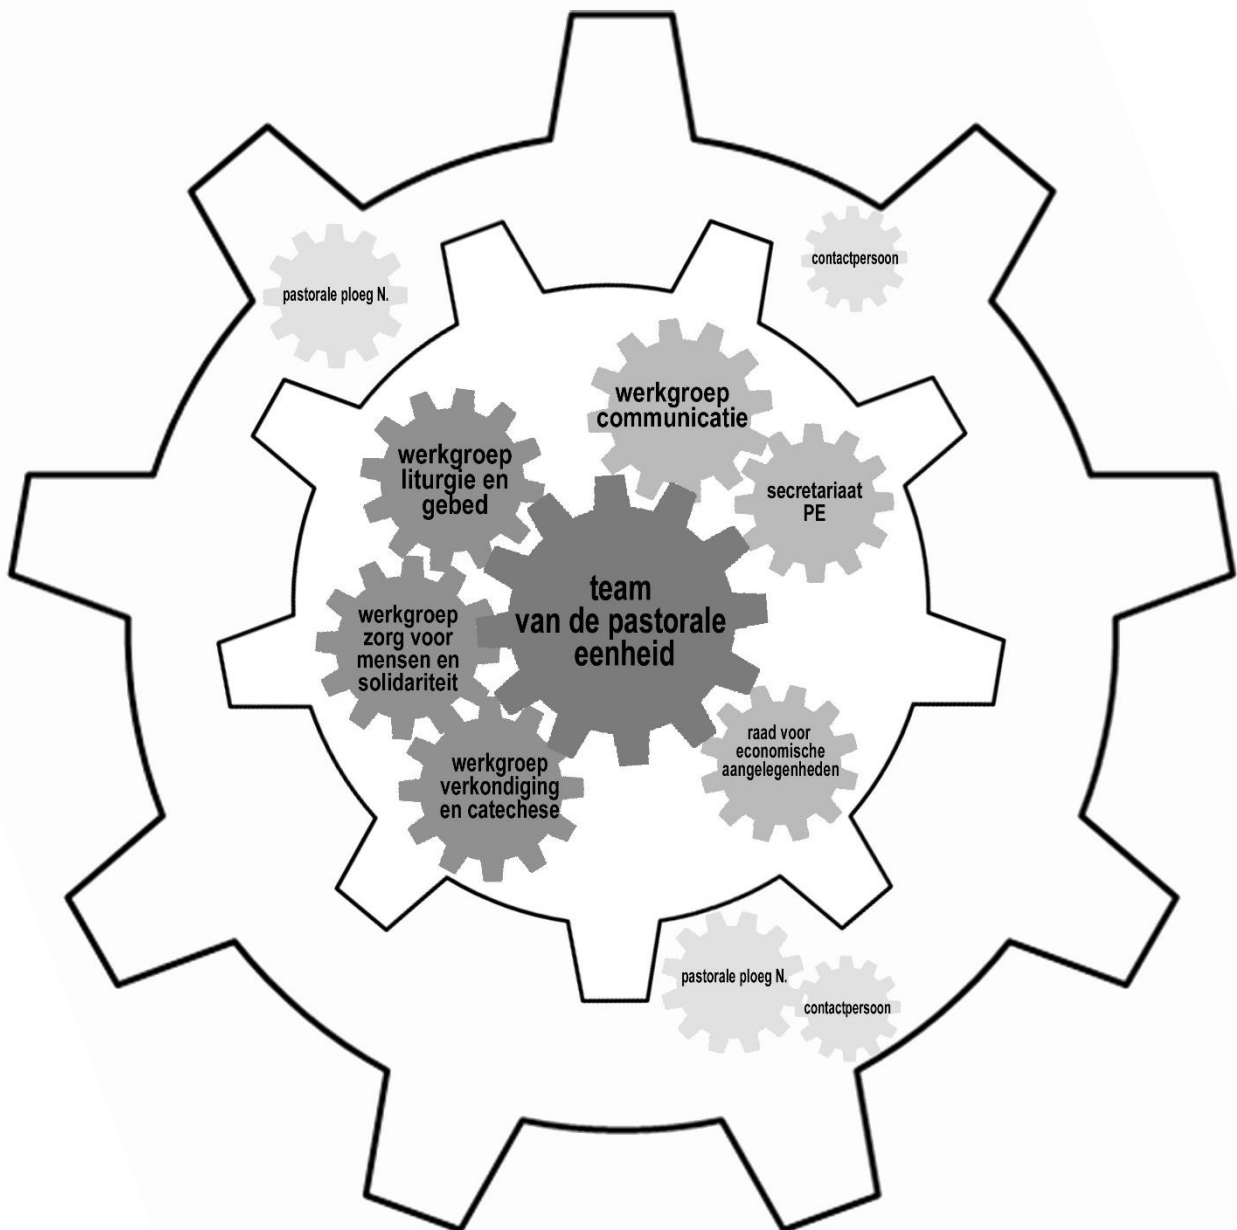 contactpersoon
pastorale ploeg N.
werkgroep
communicatie
werkgroep
liturgie en
gebed
secretariaat
PE
team
van de pastorale
eenheid
werkgroep
zorg voor
mensen en
solidariteit
raad voor
economische
aangelegenheden
werkgroep
verkondiging
en catechese
pastorale ploeg N.
contactpersoon